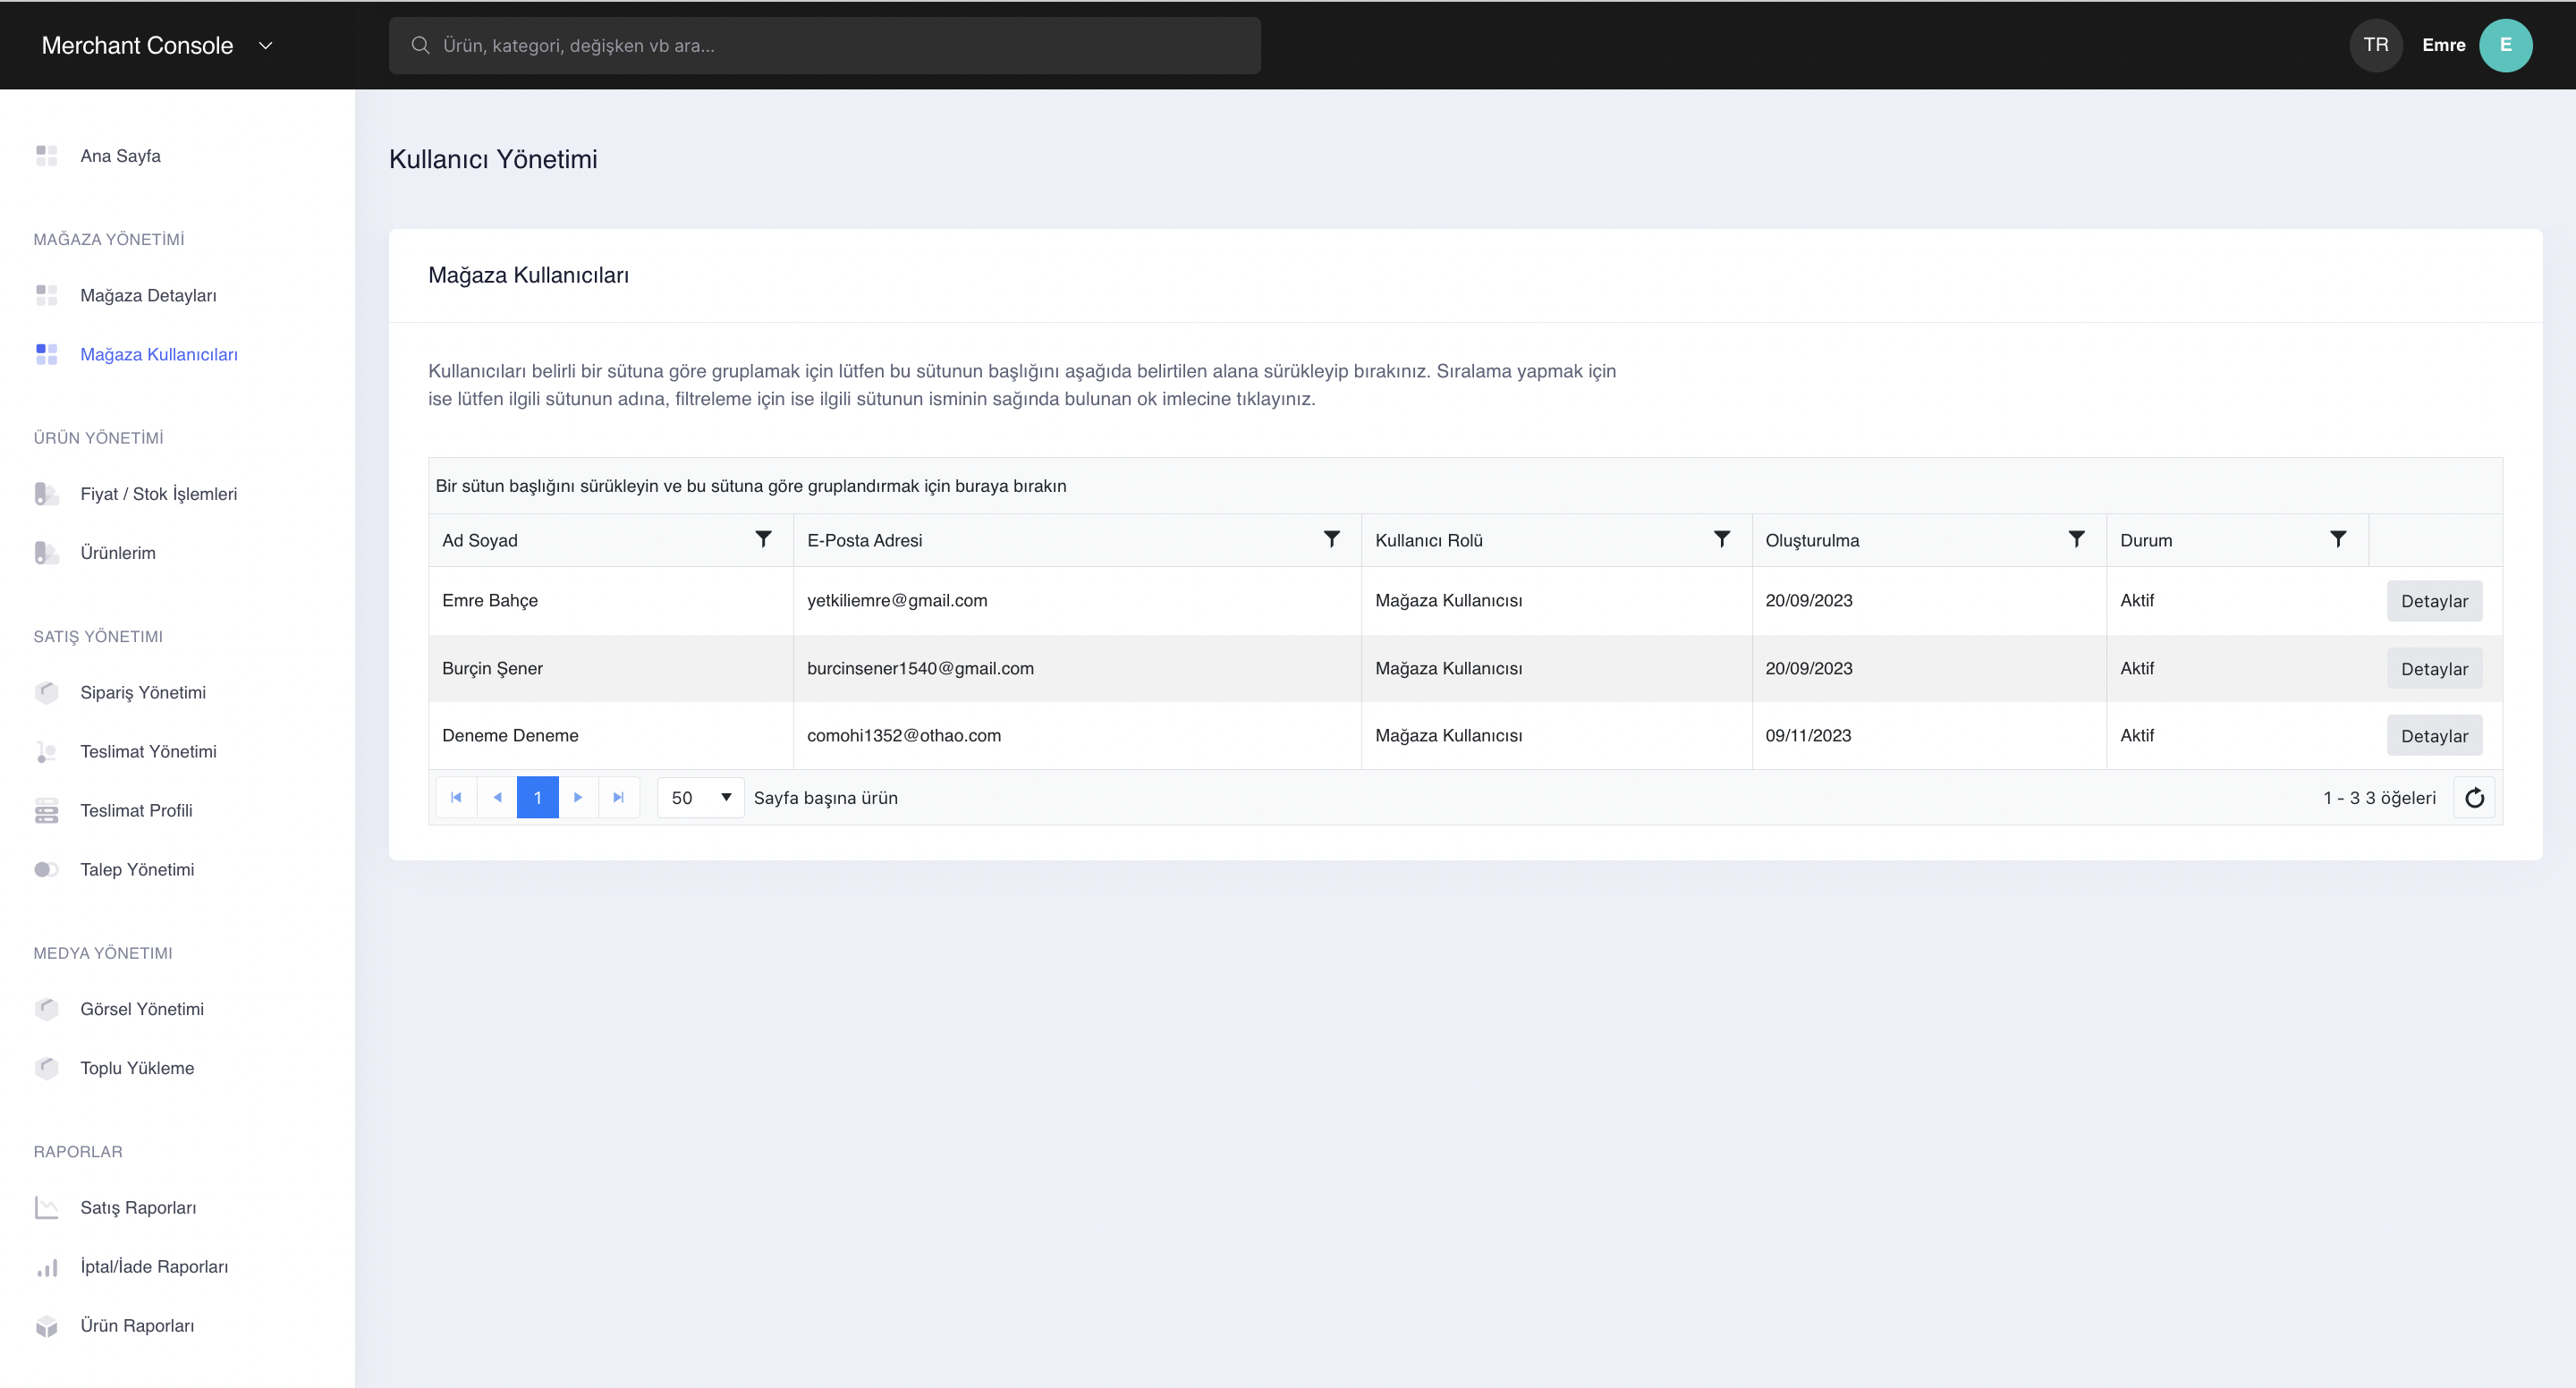 Merchant Console
Ürün, kategori, değişken vb ara...
TR
Emre
E
Ana Sayfa
MAĞAZA YÖNETİMİ
Mağaza Detayları
Mağaza Kullanıcıları
ÜRÜN YÖNETİMİ
Fiyat / Stok İşlemleri
Ürünlerim
SATIŞ YÖNETIMI
Sipariş Yönetimi
Teslimat Yönetimi
Teslimat Profili
Talep Yönetimi
MEDYA YÖNETIMI
Görsel Yönetimi
Toplu Yükleme
RAPORLAR
Satış Raporları
İptal/İade Raporları
Ürün Raporları
Kullanıcı Yönetimi
Mağaza Kullanıcıları
Kullanıcıları belirli bir sütuna göre gruplamak için lütfen bu sütunun başlığını aşağıda belirtilen alana sürükleyip bırakınız. Sıralama yapmak için
ise lütfen ilgili sütunun adına, filtreleme için ise ilgili sütunun isminin sağında bulunan ok imlecine tıklayınız.
Bir sütun başlığını sürükleyin ve bu sütuna göre gruplandırmak için buraya bırakın
Ad Soyad E-Posta Adresi Kullanıcı Rolü Oluşturulma Durum
Emre Bahçe yetkiliemre@gmail.com Mağaza Kullanıcısı 20/09/2023 Aktif Detaylar
Burçin Şener burcinsener1540@gmail.com Mağaza Kullanıcısı 20/09/2023 Aktif Detaylar
Deneme Deneme comohi1352@othao.com Mağaza Kullanıcısı 09/11/2023 Aktif Detaylar
1 50 Sayfa başına ürün 1 - 3 3 öğeleri